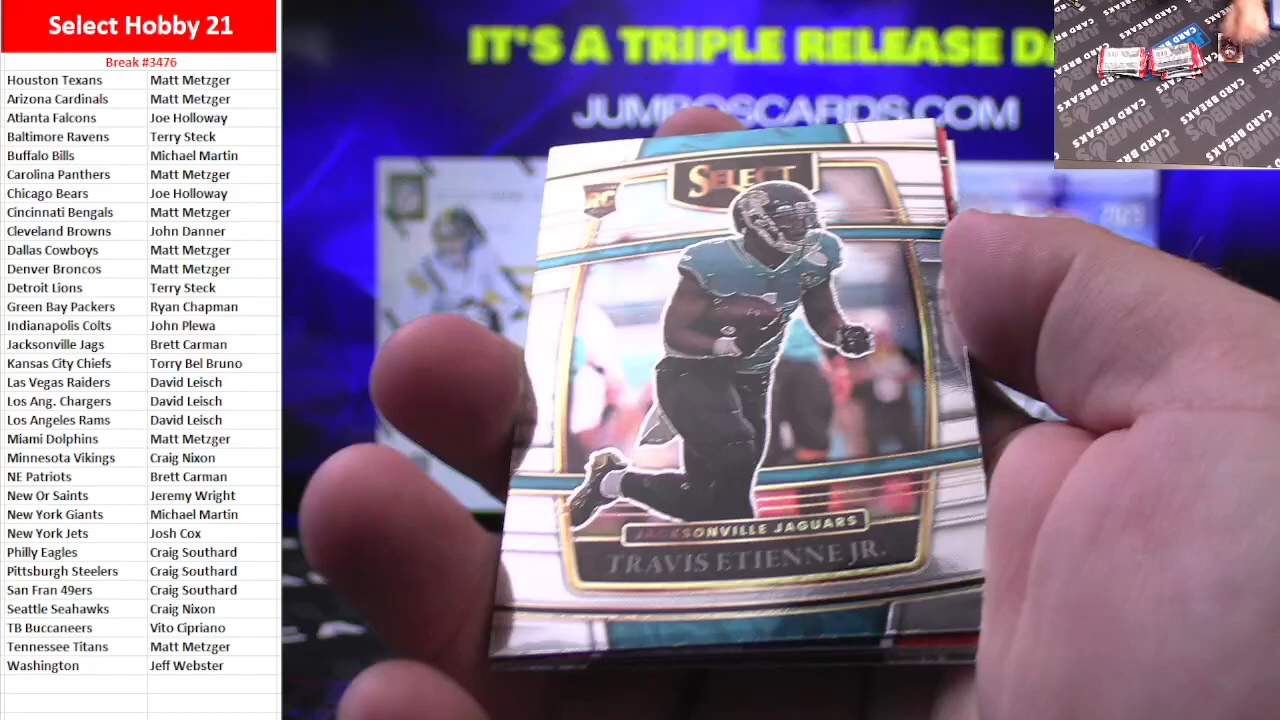 Select Hobby 21
Break #3476
Houston Texans Matt Metzger
Arizona Cardinals Matt Metzger
Atlanta Falcons Joe Holloway
Baltimore Ravens Terry Steck
Buffalo Bills Michael Martin
Carolina Panthers Matt Metzger
Chicago Bears Joe Holloway
Cincinnati Bengals Matt Metzger
Cleveland Browns John Danner
Dallas Cowboys Matt Metzger
Denver Broncos Matt Metzger
Detroit Lions Terry Steck
Green Bay Packers Ryan Chapman
Indianapolis Colts John Plewa
Jacksonville Jags Brett Carman
Kansas City Chiefs Torry Bel Bruno
Las Vegas Raiders David Leisch
Los Ang. Chargers David Leisch
Los Angeles Rams David Leisch
Miami Dolphins Matt Metzger
Minnesota Vikings Craig Nixon
NE Patriots Brett Carman
New Or Saints Jeremy Wright
New York Giants Michael Martin
New York Jets Josh Cox
Philly Eagles Craig Southard
Pittsburgh Steelers Craig Southard
San Fran 49ers Craig Southard
Seattle Seahawks Craig Nixon
TB Buccaneers Vito Cipriano
Tennessee Titans Matt Metzger
Washington Jeff Webster
IT'S A TRIPLE RELEASE DA
JUMBOSCARDS.COM
RC
SELECT
JACKSONVILLE JAGUARS
TRAVIS ETIENNE JR.
CARD BREAKS
JUMBO'S
CARD BREAKS